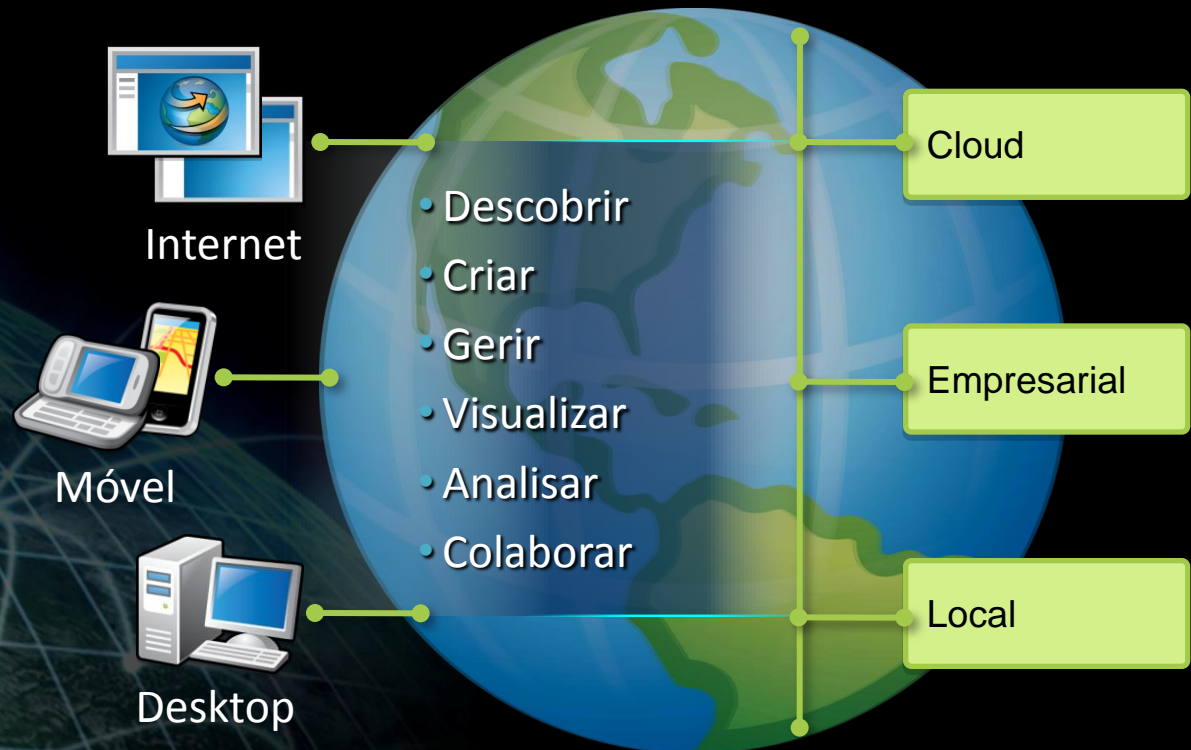 Internet
Móvel
Desktop
• Descobrir
• Criar
• Gerir
• Visualizar
• Analisar
• Colaborar
Cloud
Empresarial
Local